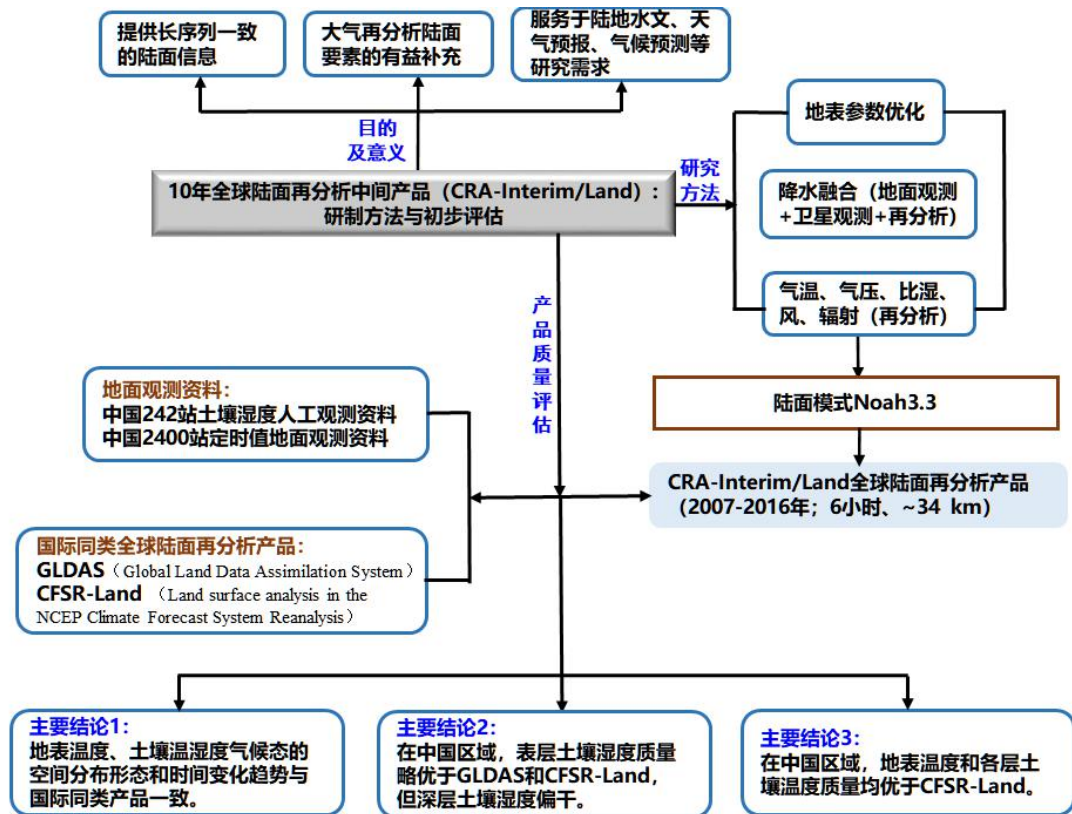 提供长序列一致
的陆面信息
大气再分析陆面
要素的有益补充
服务于陆地水文、天
气预报、气候预测等
研究需求
目的
及意义
10年全球陆面再分析中间产品（CRA-Interim/Land）：
研制方法与初步评估
研究
方法
地表参数优化
降水融合（地面观测
+卫星观测+再分析）
气温、气压、比湿、
风、辐射（再分析）
陆面模式Noah3.3
CRA-Interim/Land全球陆面再分析产品
（2007-2016年；6小时、~34 km）
产品质量评估
地面观测资料：
中国242站土壤湿度人工观测资料
中国2400站定时值地面观测资料
国际同类全球陆面再分析产品：
GLDAS（Global Land Data Assimilation System）
CFSR-Land （Land surface analysis in the
NCEP Climate Forecast System Reanalysis）
主要结论1：
地表温度、土壤温湿度气候态的
空间分布形态和时间变化趋势与
国际同类产品一致。
主要结论2：
在中国区域，表层土壤湿度质量
略优于GLDAS和CFSR-Land，
但深层土壤湿度偏干。
主要结论3：
在中国区域，地表温度和各层土
壤温度质量均优于CFSR-Land。